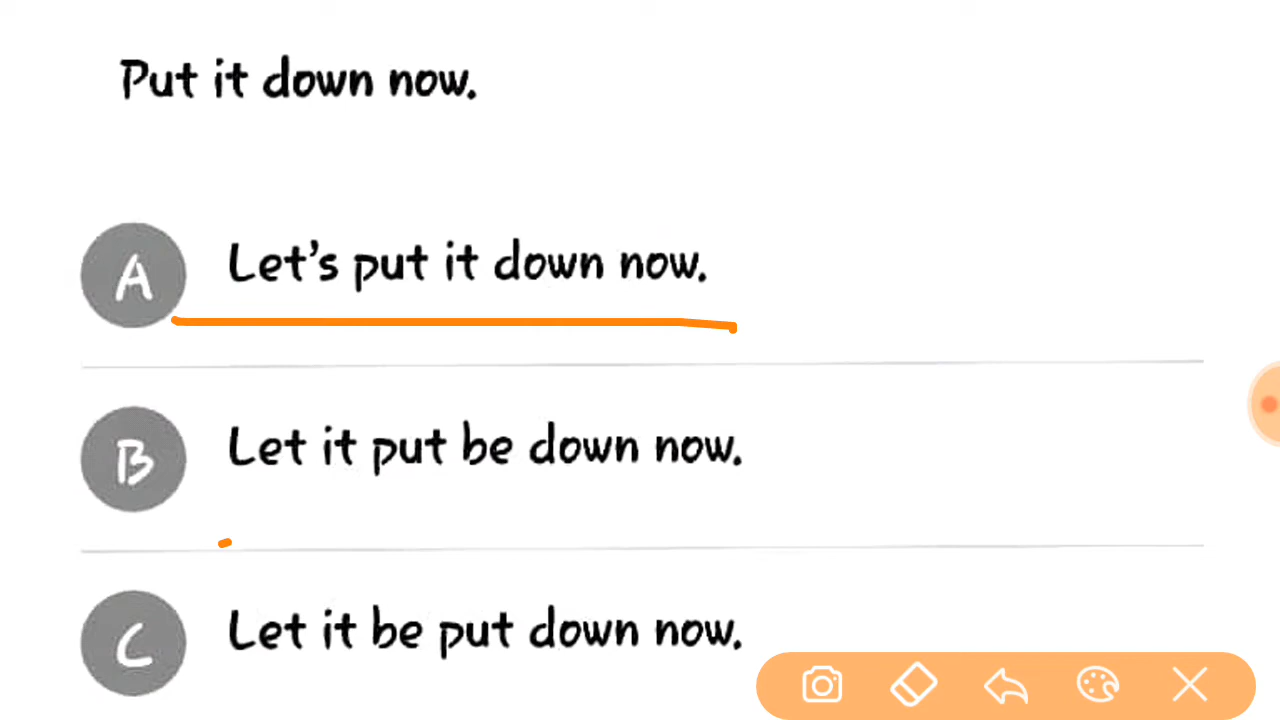 Put it down now.
A Let's put it down now.
B Let it put be down now.
C Let it be put down now.